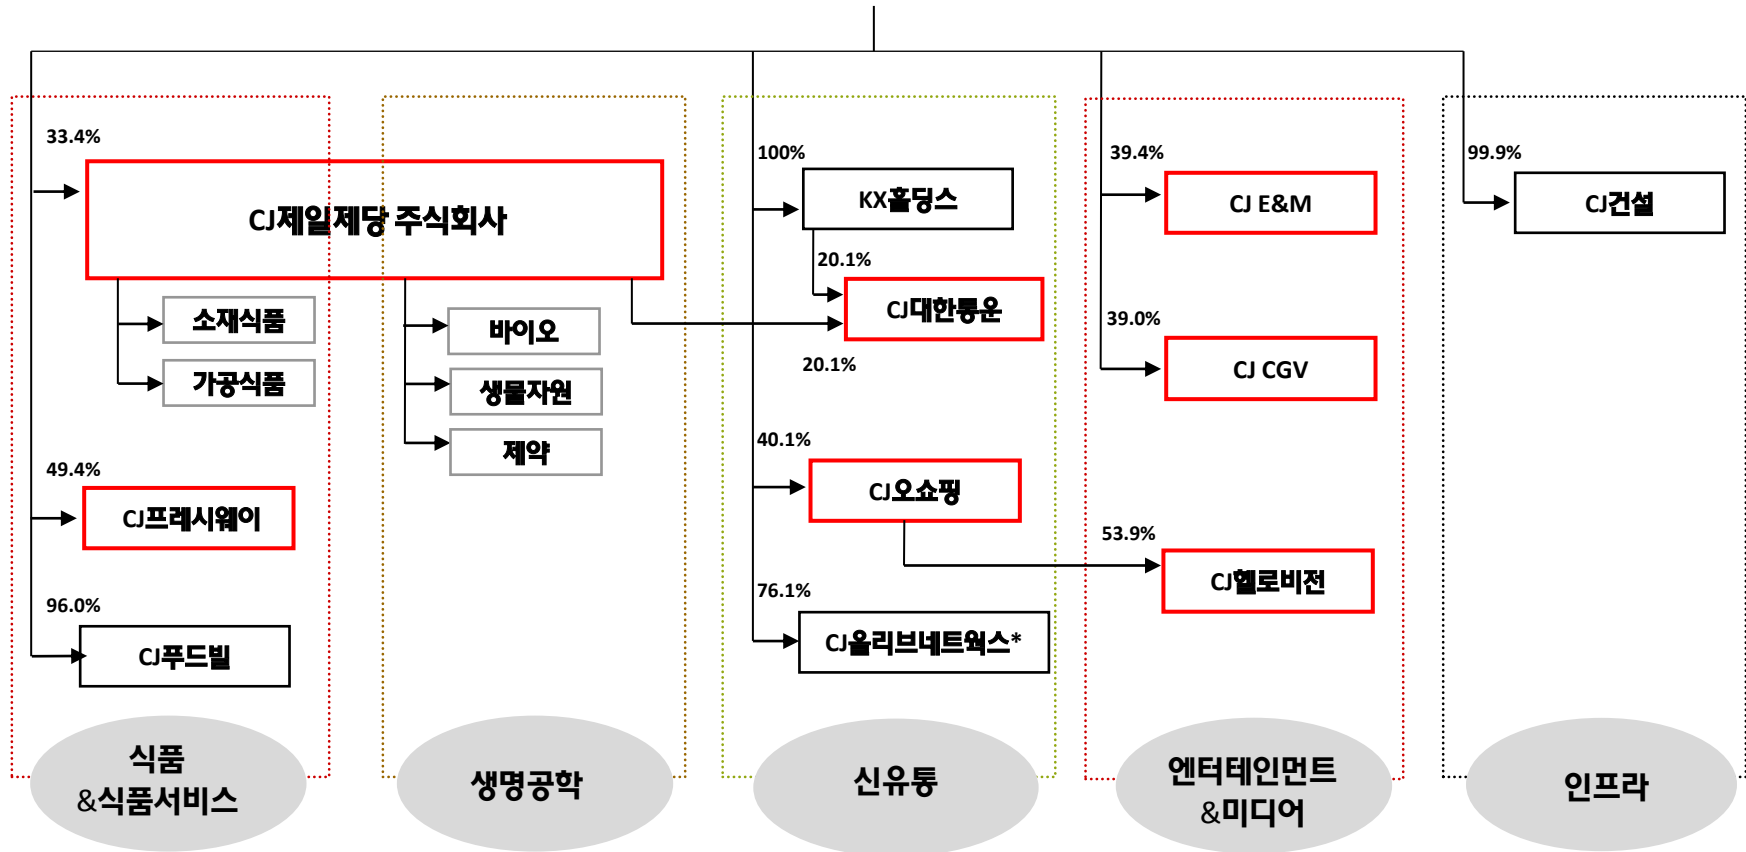 33.4%
CJ제일제당 주식회사
소재식품
가공식품
49.4%
CJ프레시웨이
96.0%
CJ푸드빌
식품
&식품서비스
바이오
생물자원
제약
생명공학
100%
KX홀딩스
20.1%
CJ대한통운
20.1%
40.1%
CJ오쇼핑
76.1%
CJ올리브네트웍스*
신유통
39.4%
CJ E&M
39.0%
CJ CGV
53.9%
CJ헬로비전
엔터테인먼트
&미디어
99.9%
CJ건설
인프라